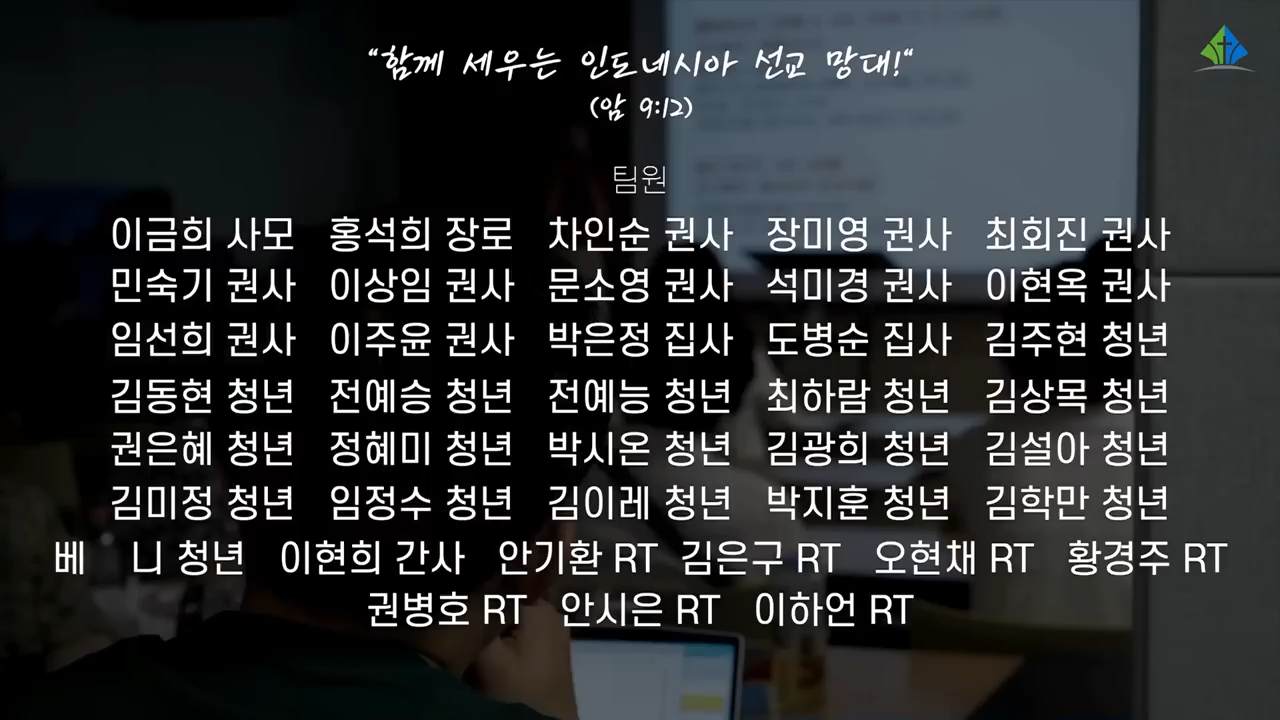 "함께 세우는 인도네시아 선교 망대!"
(암 9:12)
팀원
이금희 사모 홍석희 장로 차인순 권사 장미영 권사 최회진 권사
민숙기 권사 이상임 권사 문소영 권사 석미경 권사 이현옥 권사
임선희 권사 이주윤 권사 박은정 집사 도병순 집사 김주현 청년
김동현 청년 전예승 청년 전예능 청년 최하람 청년 김상목 청년
권은혜 청년 정혜미 청년 박시온 청년 김광희 청년 김설아 청년
김미정 청년 임정수 청년 김이레 청년 박지훈 청년 김학만 청년
베 니 청년 이현희 간사 안기환 RT 김은구 RT 오현채 RT 황경주 RT
권병호 RT 안시은 RT 이하언 RT